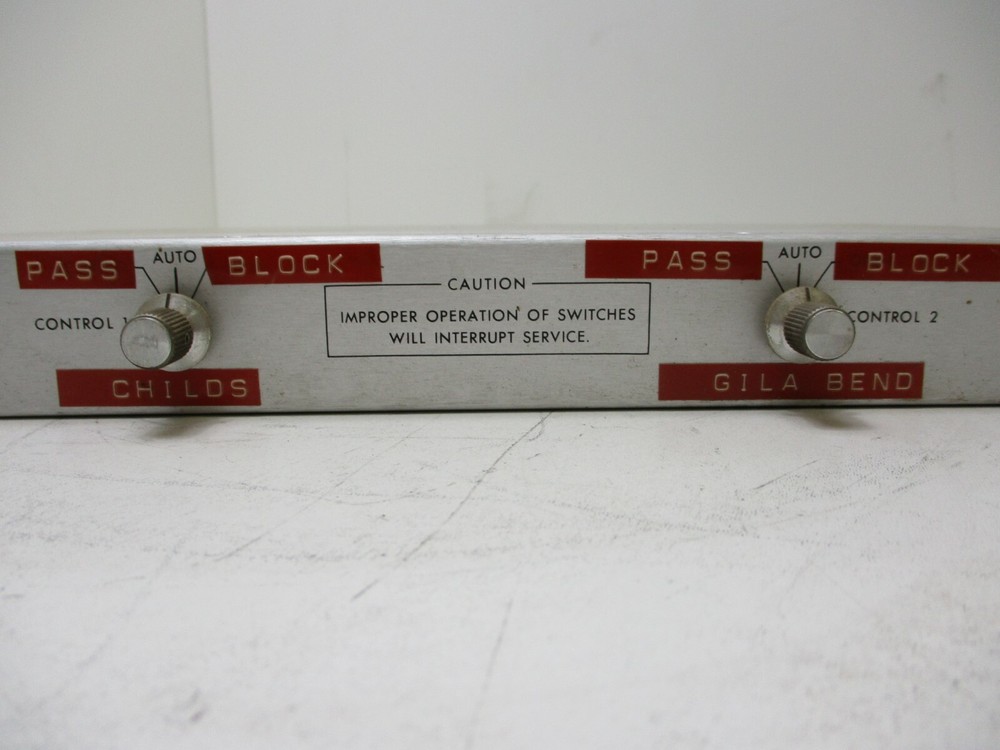 PASS AUTO BLOCK
CONTROL 1
CHILDS
CAUTION
IMPROPER OPERATION OF SWITCHES
WILL INTERRUPT SERVICE.
PASS AUTO BLOCK
CONTROL 2
GILA BEND